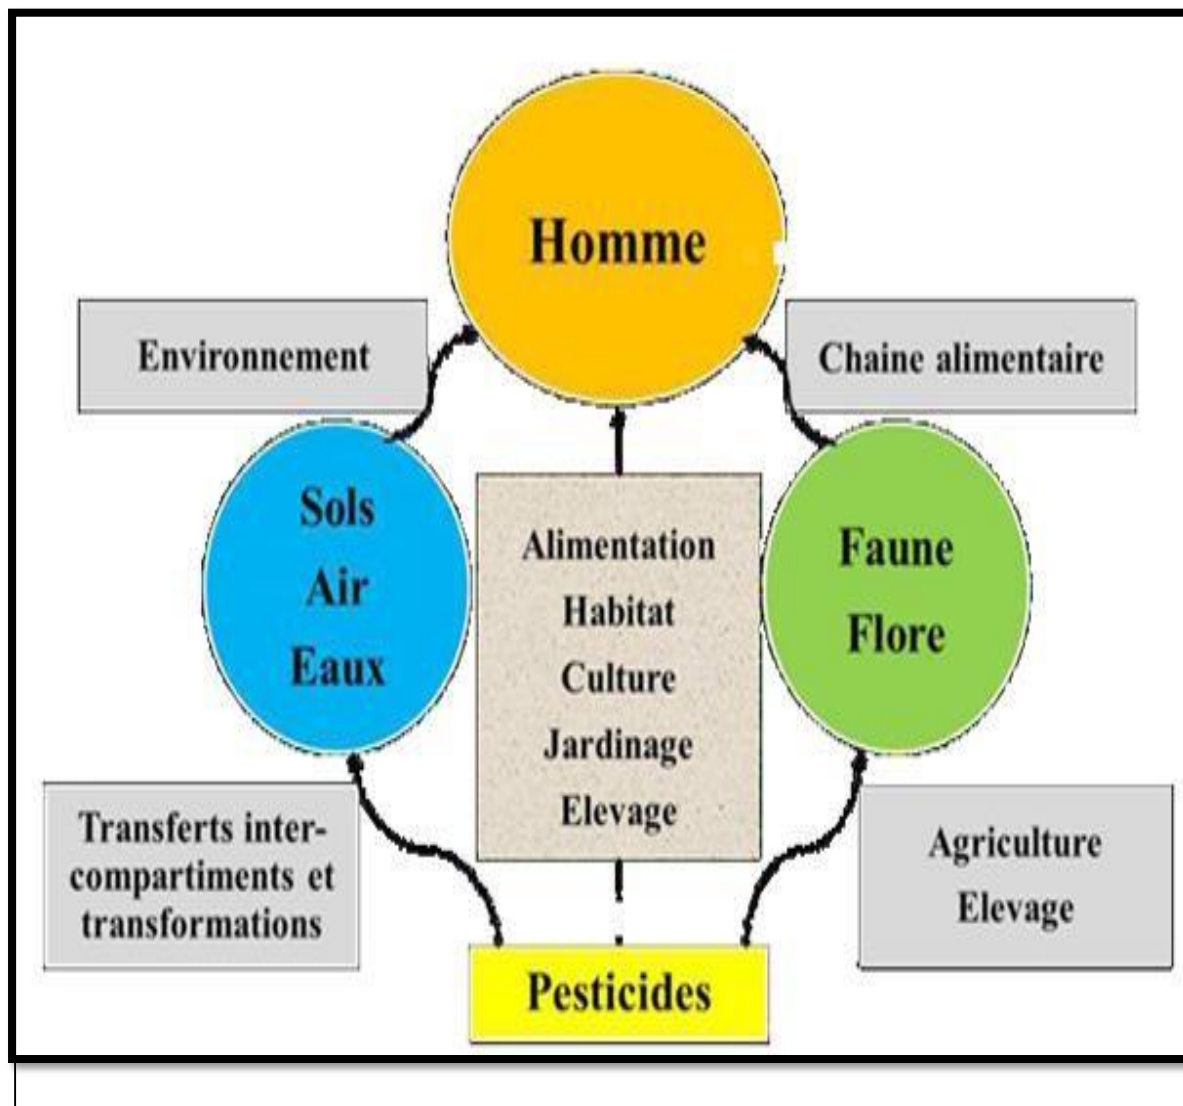 Homme
Environnement
Chaine alimentaire
Sols
Air
Eaux
Alimentation
Habitat
Culture
Jardinage
Elevage
Faune
Flore
Transferts inter-
compartiments et
transformations
Agriculture
Elevage
Pesticides